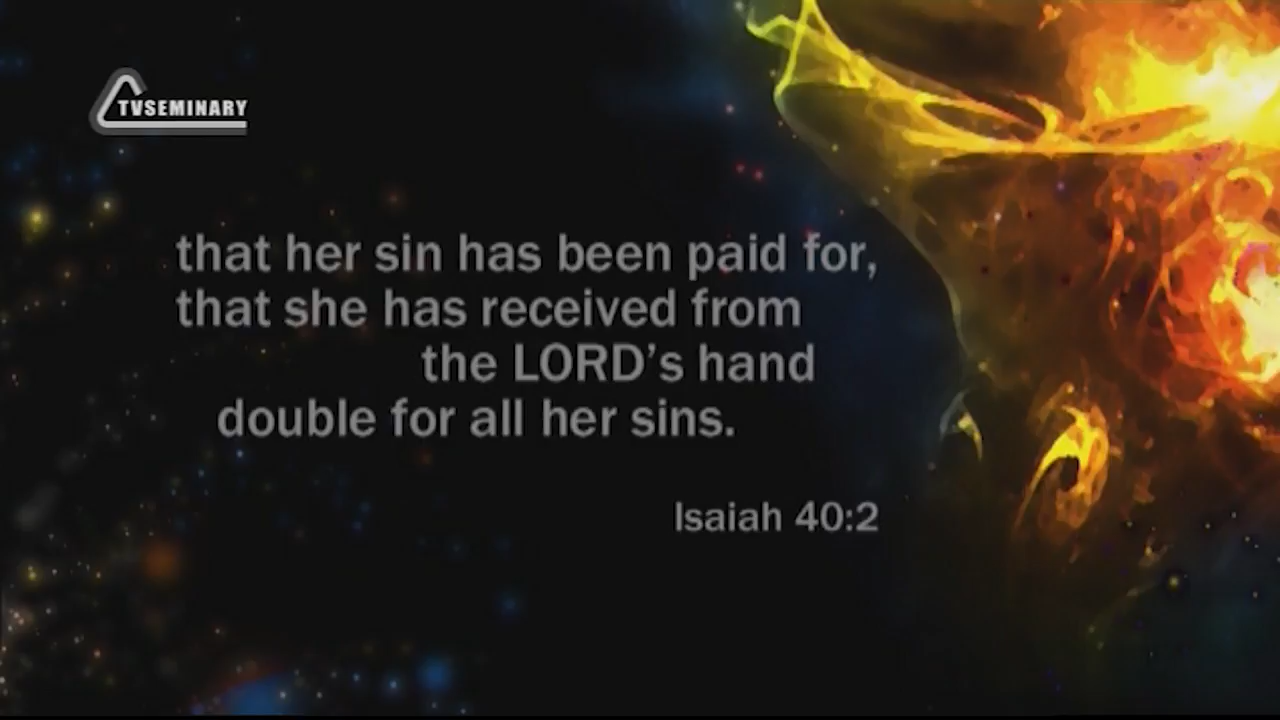 TVSEMINARY
that her sin has been paid for,
that she has received from
the LORD’s hand
double for all her sins.
Isaiah 40:2